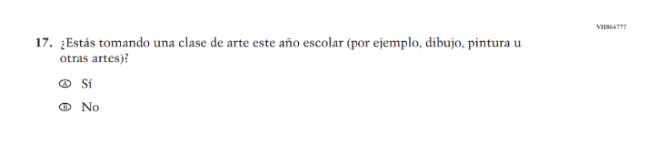 VH864777
17. ¿Estás tomando una clase de arte este año escolar (por ejemplo, dibujo, pintura u
otras artes)?
A Sí
B No